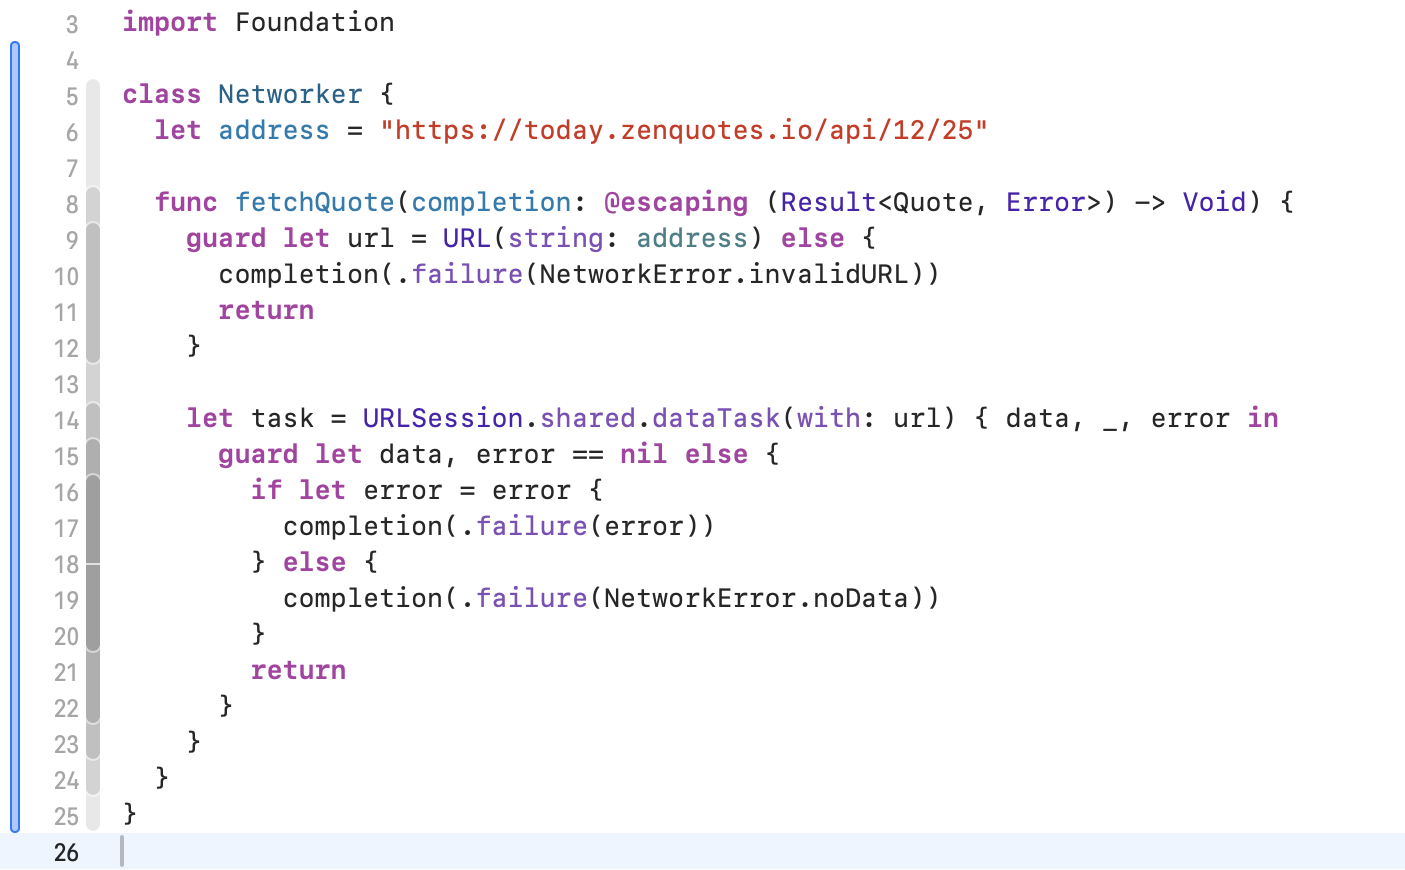 3 import Foundation
4
5 class Networker {
6   let address = "https://today.zenquotes.io/api/12/25"
7
8   func fetchQuote(completion: @escaping (Result<Quote, Error>) -> Void) {
9     guard let url = URL(string: address) else {
10       completion(.failure(NetworkError.invalidURL))
11       return
12     }
13
14     let task = URLSession.shared.dataTask(with: url) { data, _, error in
15       guard let data, error == nil else {
16         if let error = error {
17           completion(.failure(error))
18         } else {
19           completion(.failure(NetworkError.noData))
20         }
21         return
22       }
23     }
24   }
25 }
26